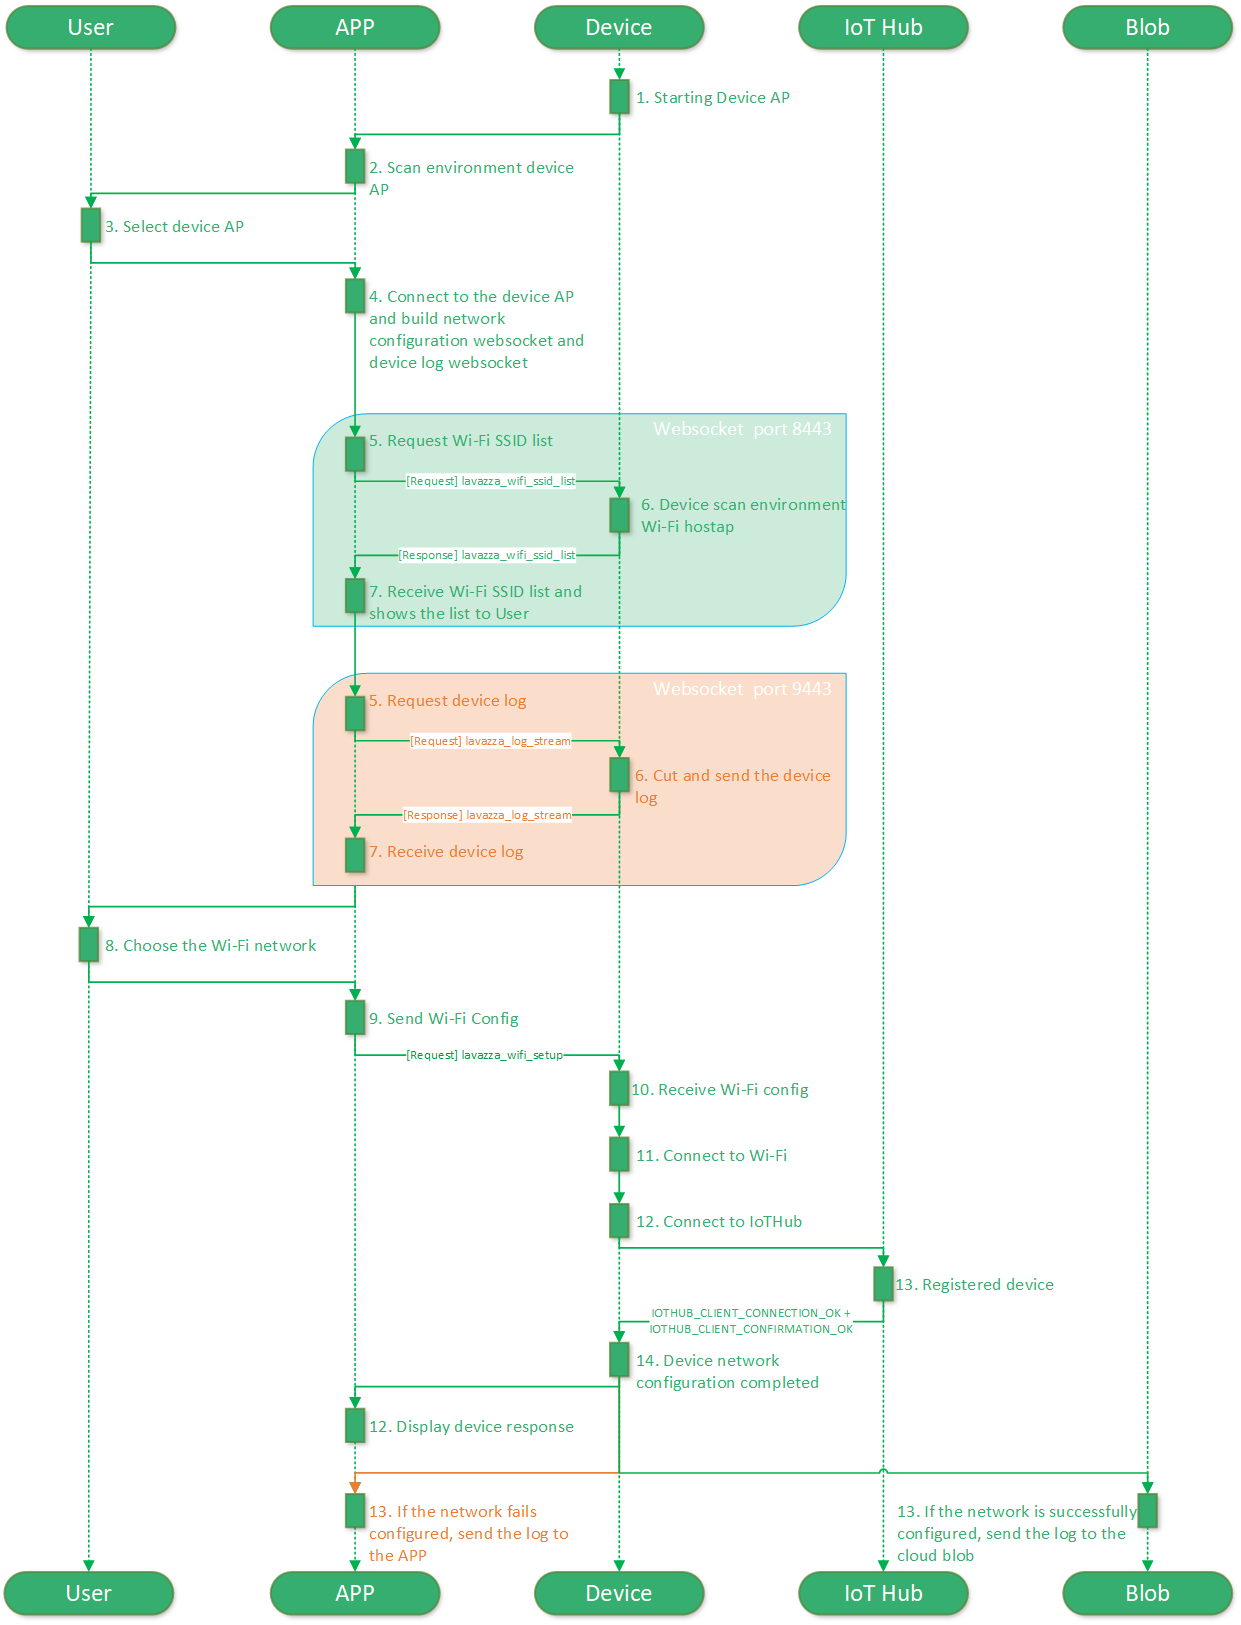 User
APP
Device
IoT Hub
Blob
1. Starting Device AP
2. Scan environment device
AP
3. Select device AP
4. Connect to the device AP
and build network
configuration websocket and
device log websocket
Websocket  port 8443
5. Request Wi-Fi SSID list
[Request] lavazza_wifi_ssid_list
6. Device scan environment
Wi-Fi hostap
[Response] lavazza_wifi_ssid_list
7. Receive Wi-Fi SSID list and
shows the list to User
Websocket  port 9443
5. Request device log
[Request] lavazza_log_stream
6. Cut and send the device
log
[Response] lavazza_log_stream
7. Receive device log
8. Choose the Wi-Fi network
9. Send Wi-Fi Config
[Request] lavazza_wifi_setup
10. Receive Wi-Fi config
11. Connect to Wi-Fi
12. Connect to IoTHub
13. Registered device
IOTHUB_CLIENT_CONNECTION_OK +
IOTHUB_CLIENT_CONFIRMATION_OK
14. Device network
configuration completed
12. Display device response
13. If the network fails
configured, send the log to
the APP
13. If the network is successfully
configured, send the log to the
cloud blob
User
APP
Device
IoT Hub
Blob